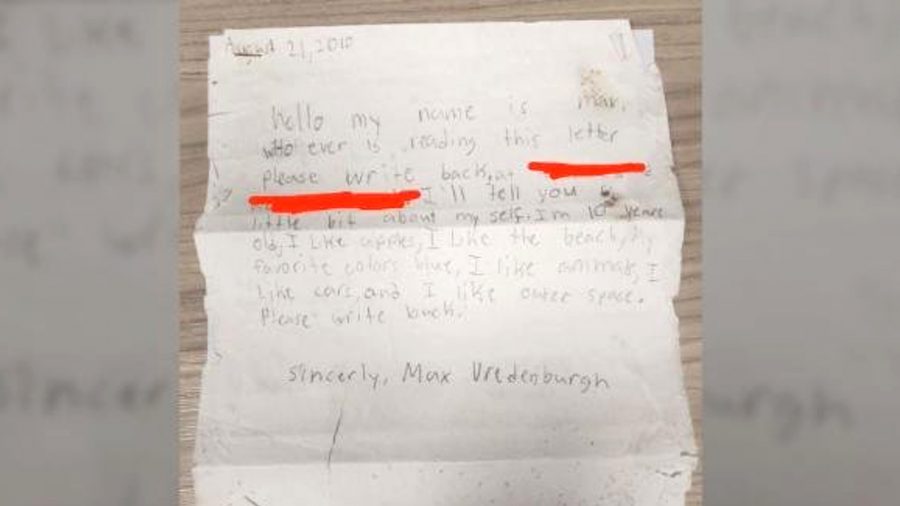 August 21, 2010
hello my name is Max,
who ever is reading this letter
please write back at
I'll tell you a
little bit about my self. I'm 10 years
old, I like apples, I like the beach, my
favorite colors blue, I like animals, I
like cars, and I like outer space.
Please write back.
Sincerly, Max Vredenburgh